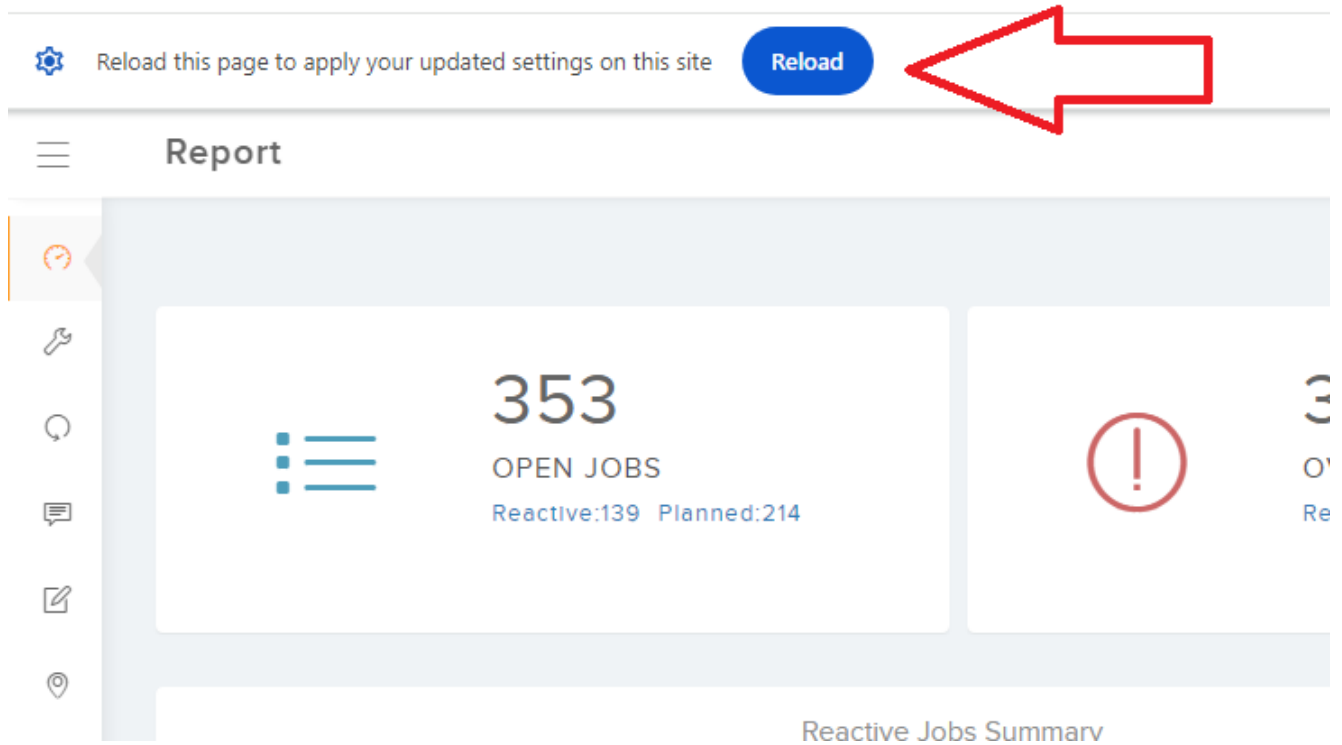 Reload this page to apply your updated settings on this site Reload
Report
353
OPEN JOBS
Reactive:139 Planned:214
Reactive Jobs Summary